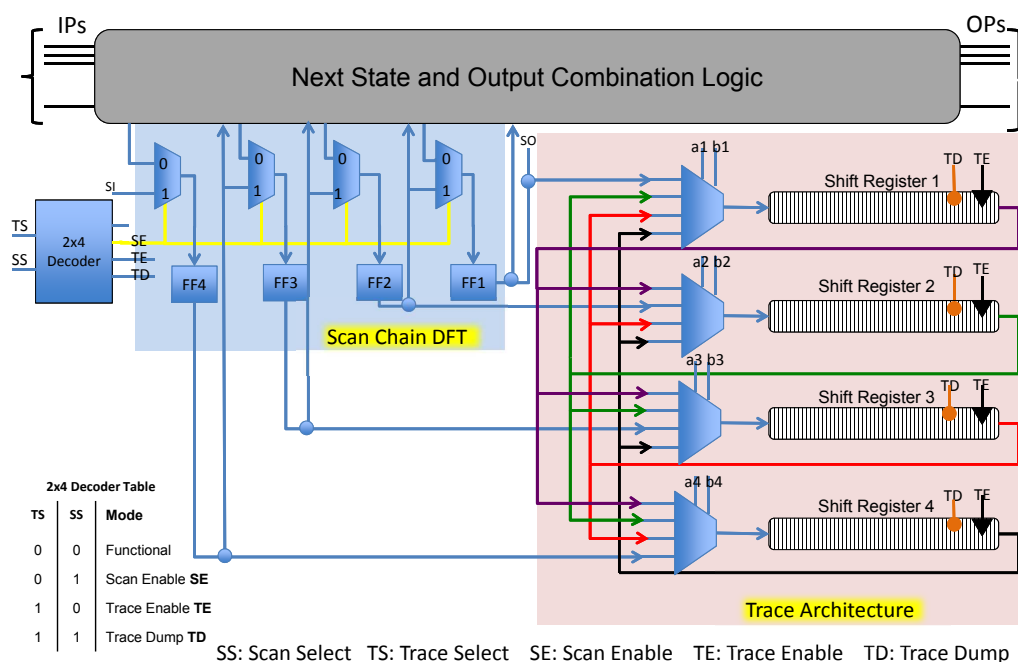 IPs
OPs
Next State and Output Combination Logic
SO
a1 b1
TD
TE
0
0
0
0
1
1
1
1
SI
Shift Register 1
TS
SS
2x4
Decoder
SE
TE
TD
FF4
FF3
FF2
FF1
a2 b2
TD
TE
Shift Register 2
Scan Chain DFT
a3 b3
TD
TE
Shift Register 3
a4 b4
TD
TE
Shift Register 4
Trace Architecture
2x4 Decoder Table
TS SS Mode
0 0 Functional
0 1 Scan Enable SE
1 0 Trace Enable TE
1 1 Trace Dump TD
SS: Scan Select TS: Trace Select SE: Scan Enable TE: Trace Enable TD: Trace Dump